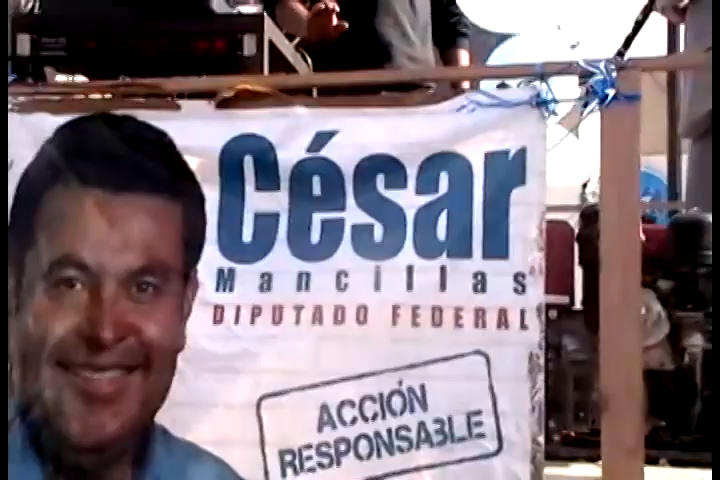 César
Mancillas
DIPUTADO FEDERAL
ACCIÓN
RESPONSABLE